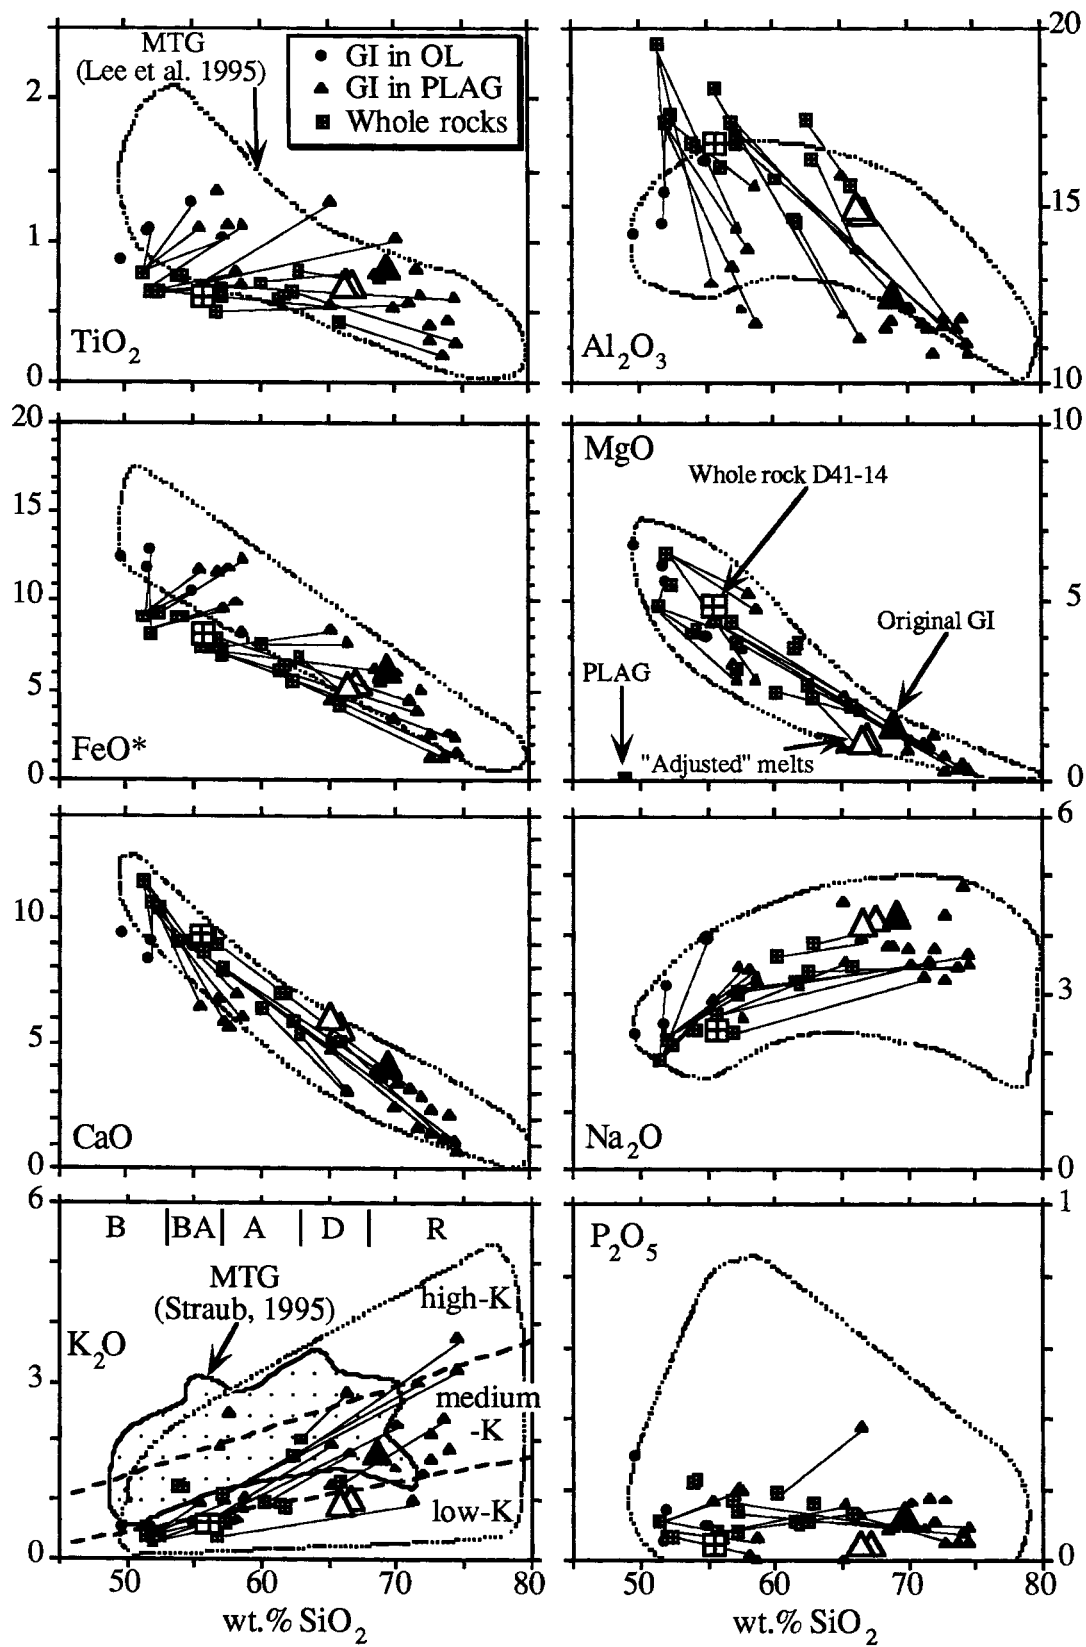 MTG
(Lee et al. 1995)
GI in OL
GI in PLAG
Whole rocks
2
1
0
TiO2
20
15
10
Al2O3
20
15
10
5
0
FeO*
10
5
0
MgO
Whole rock D41-14
Original GI
PLAG
"Adjusted" melts
10
5
0
CaO
6
3
0
Na2O
6
3
0
B | BA | A | D | R
MTG
(Straub, 1995)
K2O
high-K
medium
-K
low-K
1
0
P2O5
50 60 70 80
wt.% SiO2
50 60 70 80
wt.% SiO2